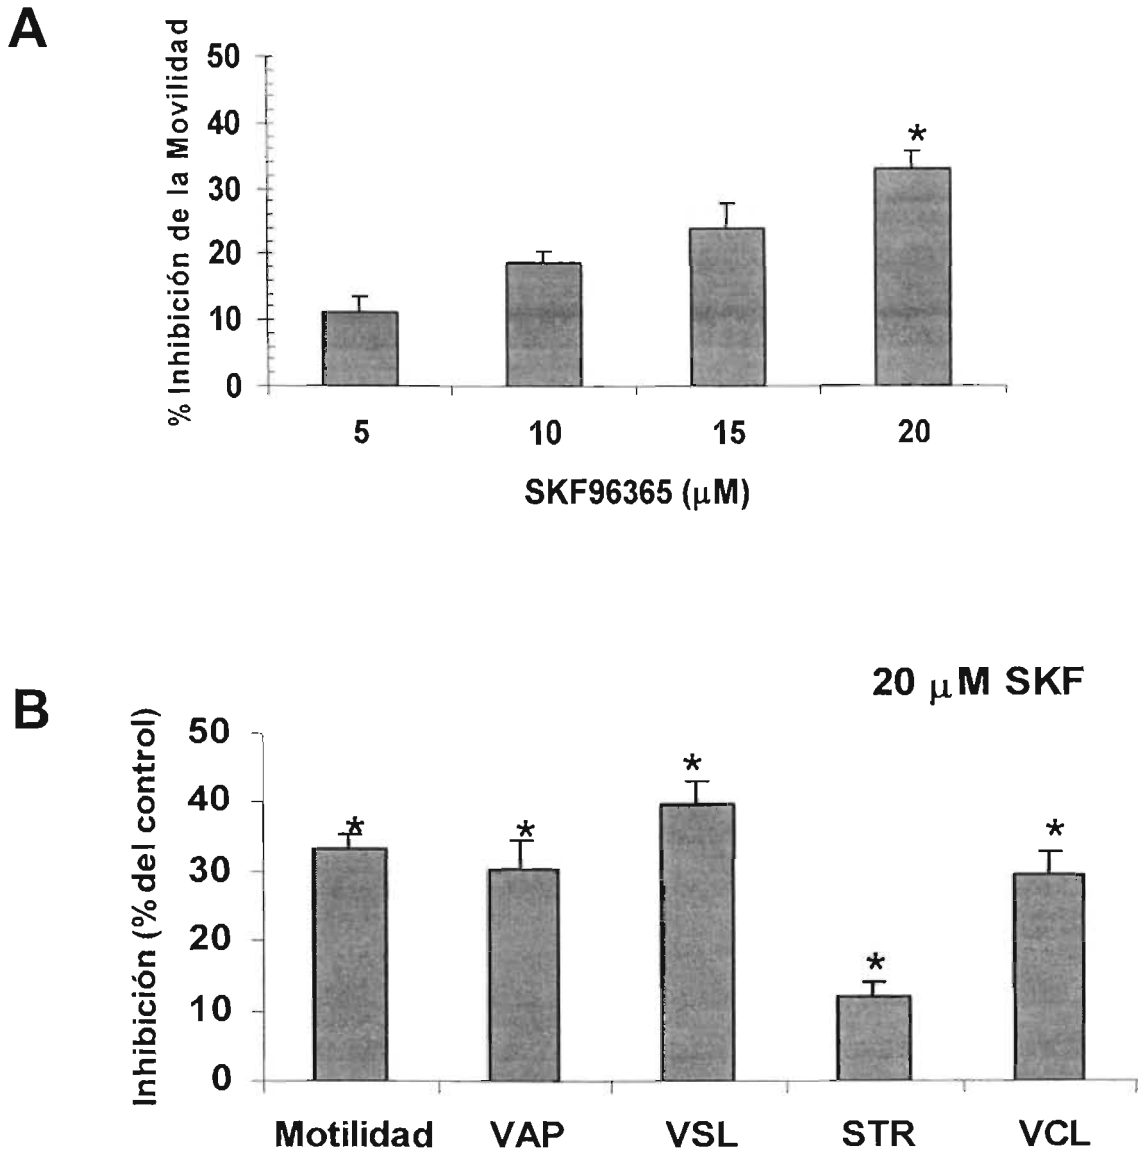 A
% Inhibición de la Movilidad
50
40
30
20
10
0
*
5 10 15 20
SKF96365 (μM)
20 μM SKF
B
Inhibición (% del control)
50
40
30
20
10
0
* * * * *
Motilidad VAP VSL STR VCL